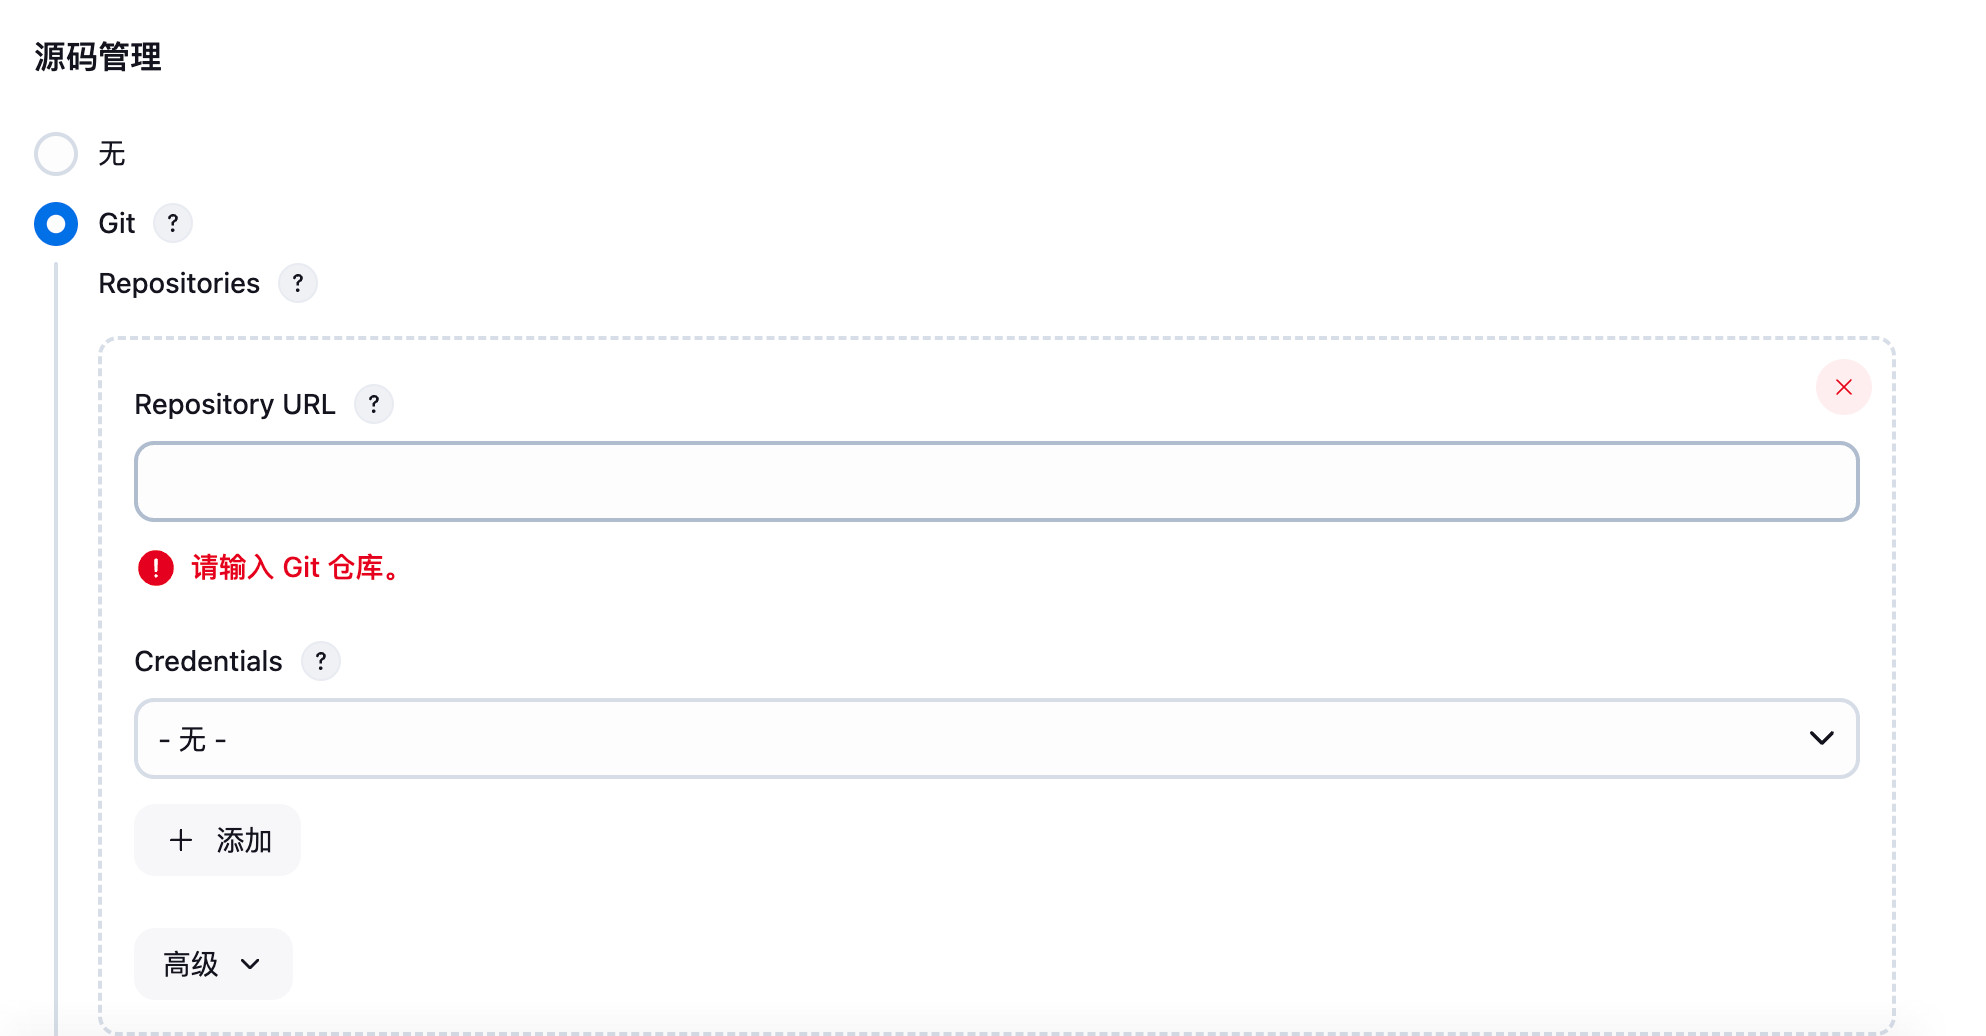 源码管理
无
Git ?
Repositories ?
Repository URL ?
请输入 Git 仓库。
Credentials ?
- 无 -
添加
高级